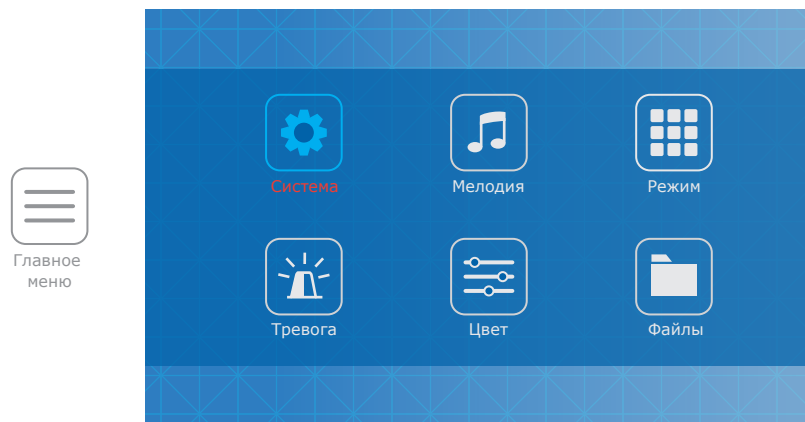 Система
Мелодия
Режим
Главное
меню
Тревога
Цвет
Файлы